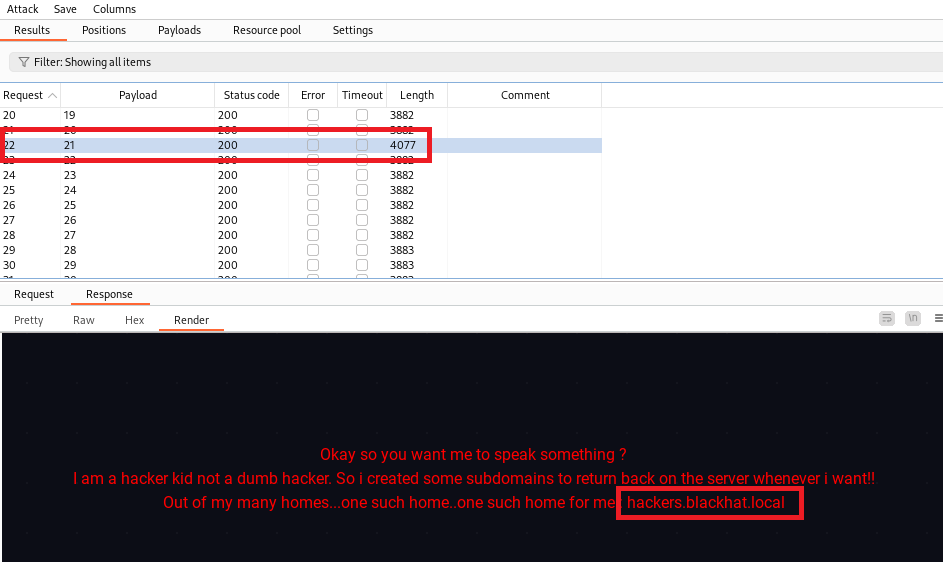 Attack Save Columns
Results Positions Payloads Resource pool Settings
Filter: Showing all items
Request Payload Status code Error Timeout Length Comment
20 19 200 3882
21 20 200 3882
22 21 200 4077
23 22 200 3882
24 23 200 3882
25 24 200 3882
26 25 200 3882
27 26 200 3882
28 27 200 3882
29 28 200 3883
30 29 200 3883
Request Response
Pretty Raw Hex Render
\n
Okay so you want me to speak something ?
I am a hacker kid not a dumb hacker. So i created some subdomains to return back on the server whenever i want!!
Out of my many homes...one such home..one such home for me : hackers.blackhat.local